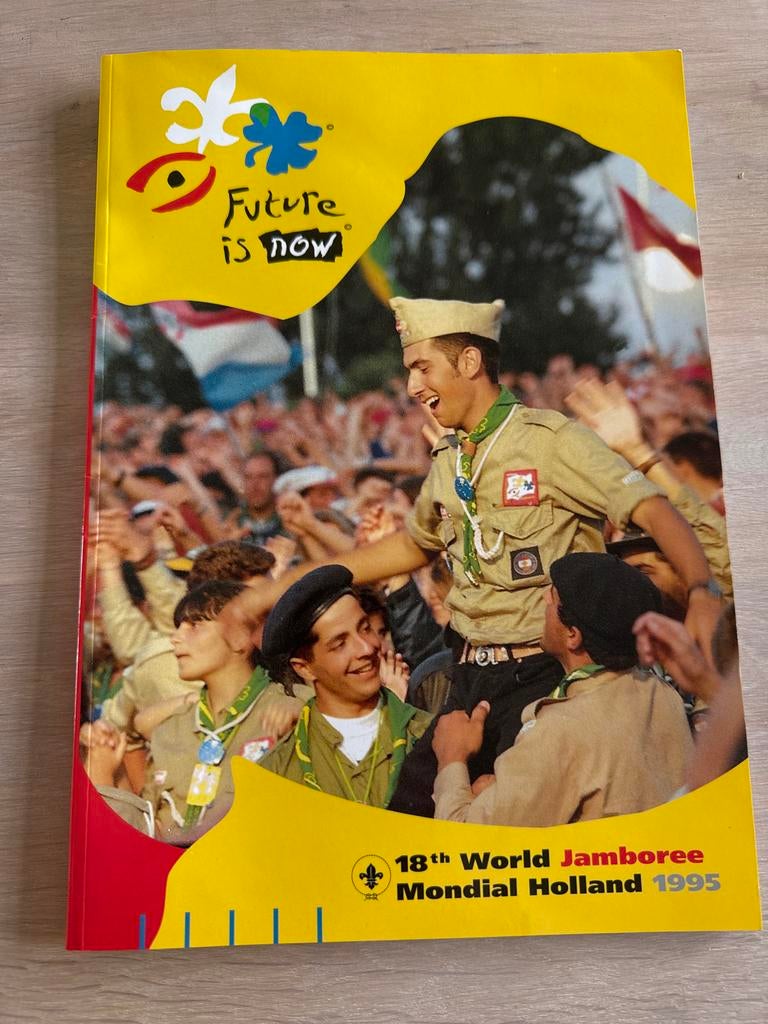 Future
is now
18th World Jamboree
Mondial Holland 1995